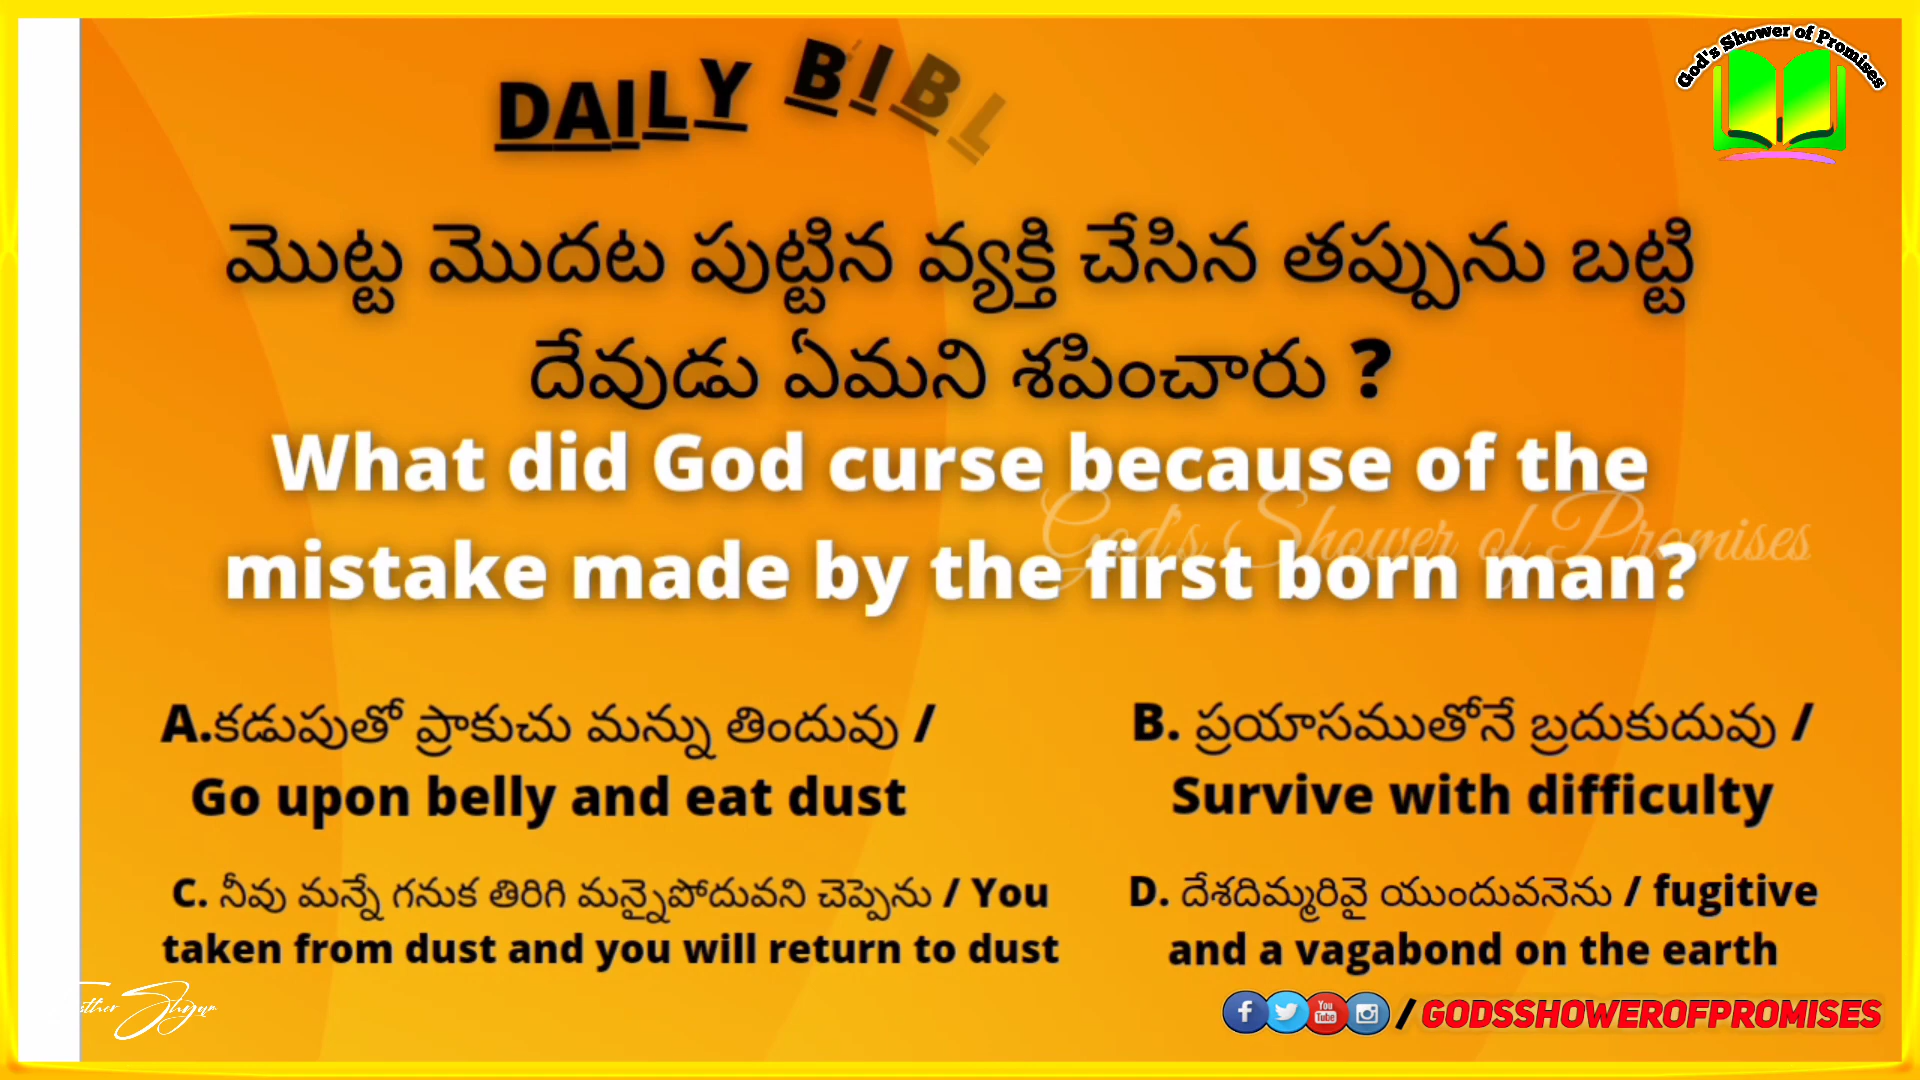 God's Shower of Promises
DAILY BIBL
మొట్ట మొదట పుట్టిన వ్యక్తి చేసిన తప్పును బట్టి
దేవుడు ఏమని శపించారు ?
What did God curse because of the
God's Shower of Promises
mistake made by the first born man?
A.కడుపుతో ప్రాకుచు మన్ను తిందువు /
Go upon belly and eat dust
B. ప్రయాసముతోనే బ్రదుకుదువు /
Survive with difficulty
C. నీవు మన్నే గనుక తిరిగి మన్నైపోదువని చెప్పెను / You
taken from dust and you will return to dust
D. దేశదిమ్మరివై యుందువనెను / fugitive
and a vagabond on the earth
You Tube
/ GODSSHOWEROFPROMISES